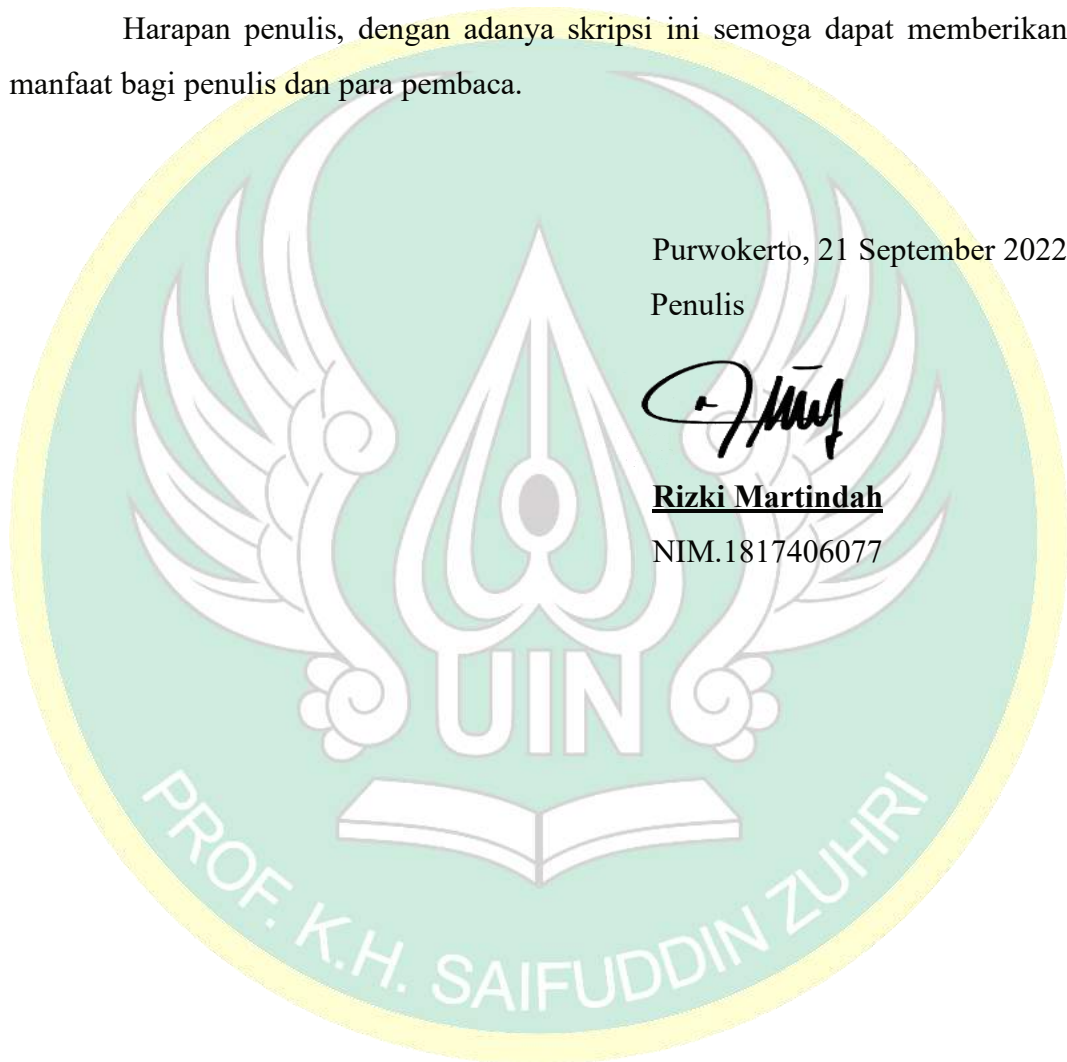 Harapan penulis, dengan adanya skripsi ini semoga dapat memberikan
manfaat bagi penulis dan para pembaca.
Purwokerto, 21 September 2022
Penulis
Rizki Martindah
NIM.1817406077
UIN
PROF. K.H. SAIFUDDIN ZUHRI